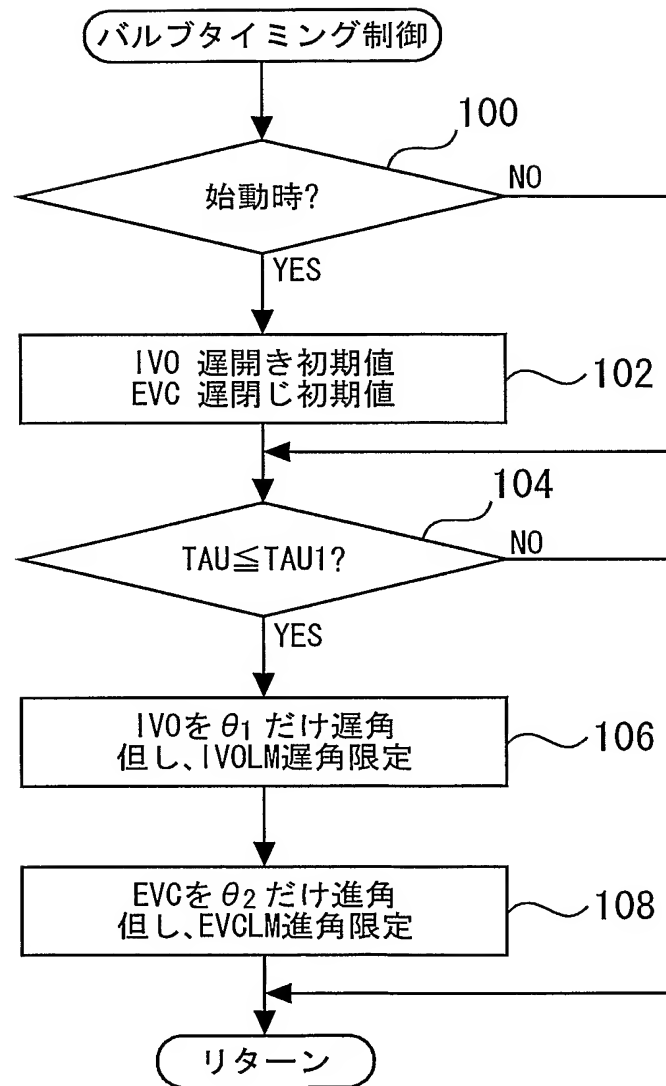 バルブタイミング制御
100
始動時?
NO
YES
IVO 遅開き初期値
EVC 遅閉じ初期値
102
104
TAU≦TAU1?
NO
YES
IVOをθ1だけ遅角
但し、IVOLM遅角限定
106
EVCをθ2だけ進角
但し、EVCLM進角限定
108
リターン